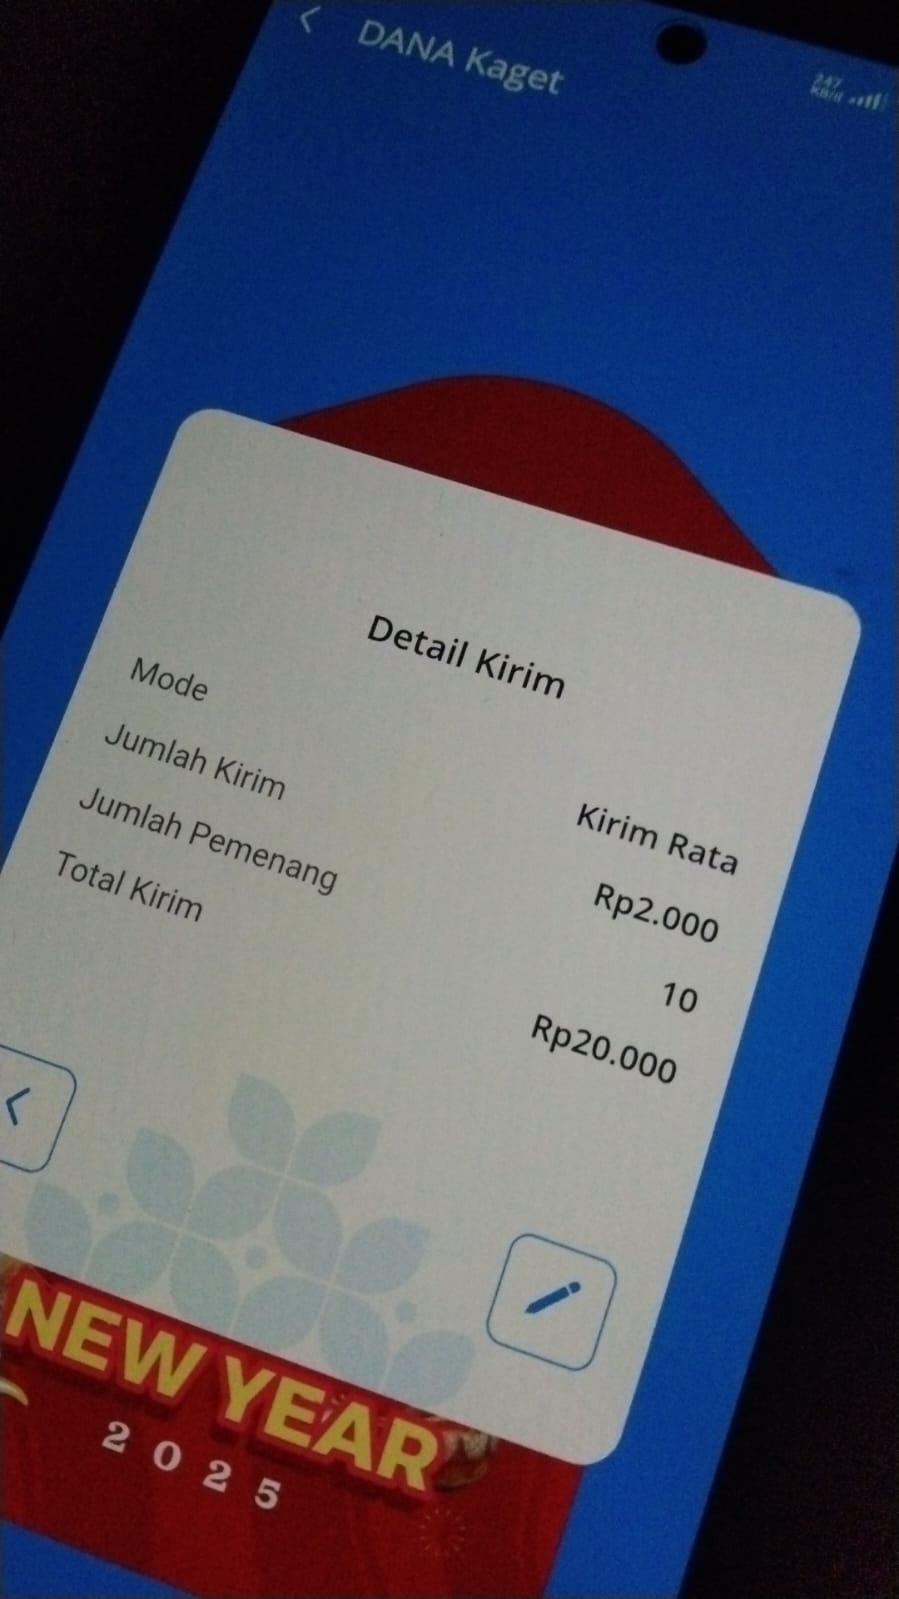 DANA Kaget
247
KB/d
Detail Kirim
Mode
Kirim Rata
Jumlah Kirim
Rp2.000
Jumlah Pemenang
10
Total Kirim
Rp20.000
NEW YEAR
2025